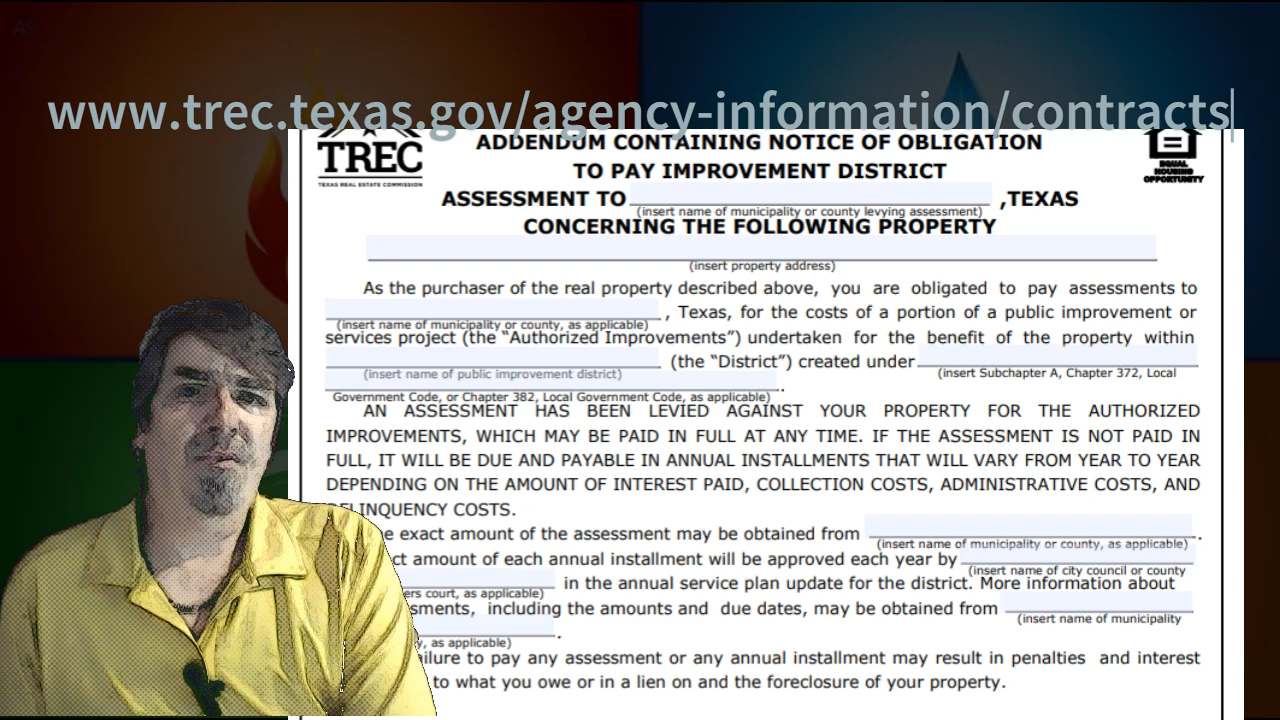 www.trec.texas.gov/agency-information/contracts
TREC
TEXAS REAL ESTATE COMMISSION
EQUAL HOUSING OPPORTUNITY
ADDENDUM CONTAINING NOTICE OF OBLIGATION
TO PAY IMPROVEMENT DISTRICT
ASSESSMENT TO ,TEXAS
(insert name of municipality or county levying assessment)
CONCERNING THE FOLLOWING PROPERTY
(insert property address)
As the purchaser of the real property described above, you are obligated to pay assessments to
, Texas, for the costs of a portion of a public improvement or
(insert name of municipality or county, as applicable)
services project (the “Authorized Improvements”) undertaken for the benefit of the property within
(the “District”) created under
(insert name of public improvement district) (insert Subchapter A, Chapter 372, Local
.
Government Code, or Chapter 382, Local Government Code, as applicable)
AN ASSESSMENT HAS BEEN LEVIED AGAINST YOUR PROPERTY FOR THE AUTHORIZED
IMPROVEMENTS, WHICH MAY BE PAID IN FULL AT ANY TIME. IF THE ASSESSMENT IS NOT PAID IN
FULL, IT WILL BE DUE AND PAYABLE IN ANNUAL INSTALLMENTS THAT WILL VARY FROM YEAR TO YEAR
DEPENDING ON THE AMOUNT OF INTEREST PAID, COLLECTION COSTS, ADMINISTRATIVE COSTS, AND
LINQUENCY COSTS.
e exact amount of the assessment may be obtained from .
(insert name of municipality or county, as applicable)
ct amount of each annual installment will be approved each year by
(insert name of city council or county
in the annual service plan update for the district. More information about
ers court, as applicable)
sments, including the amounts and due dates, may be obtained from
(insert name of municipality
.
y, as applicable)
ailure to pay any assessment or any annual installment may result in penalties and interest
to what you owe or in a lien on and the foreclosure of your property.